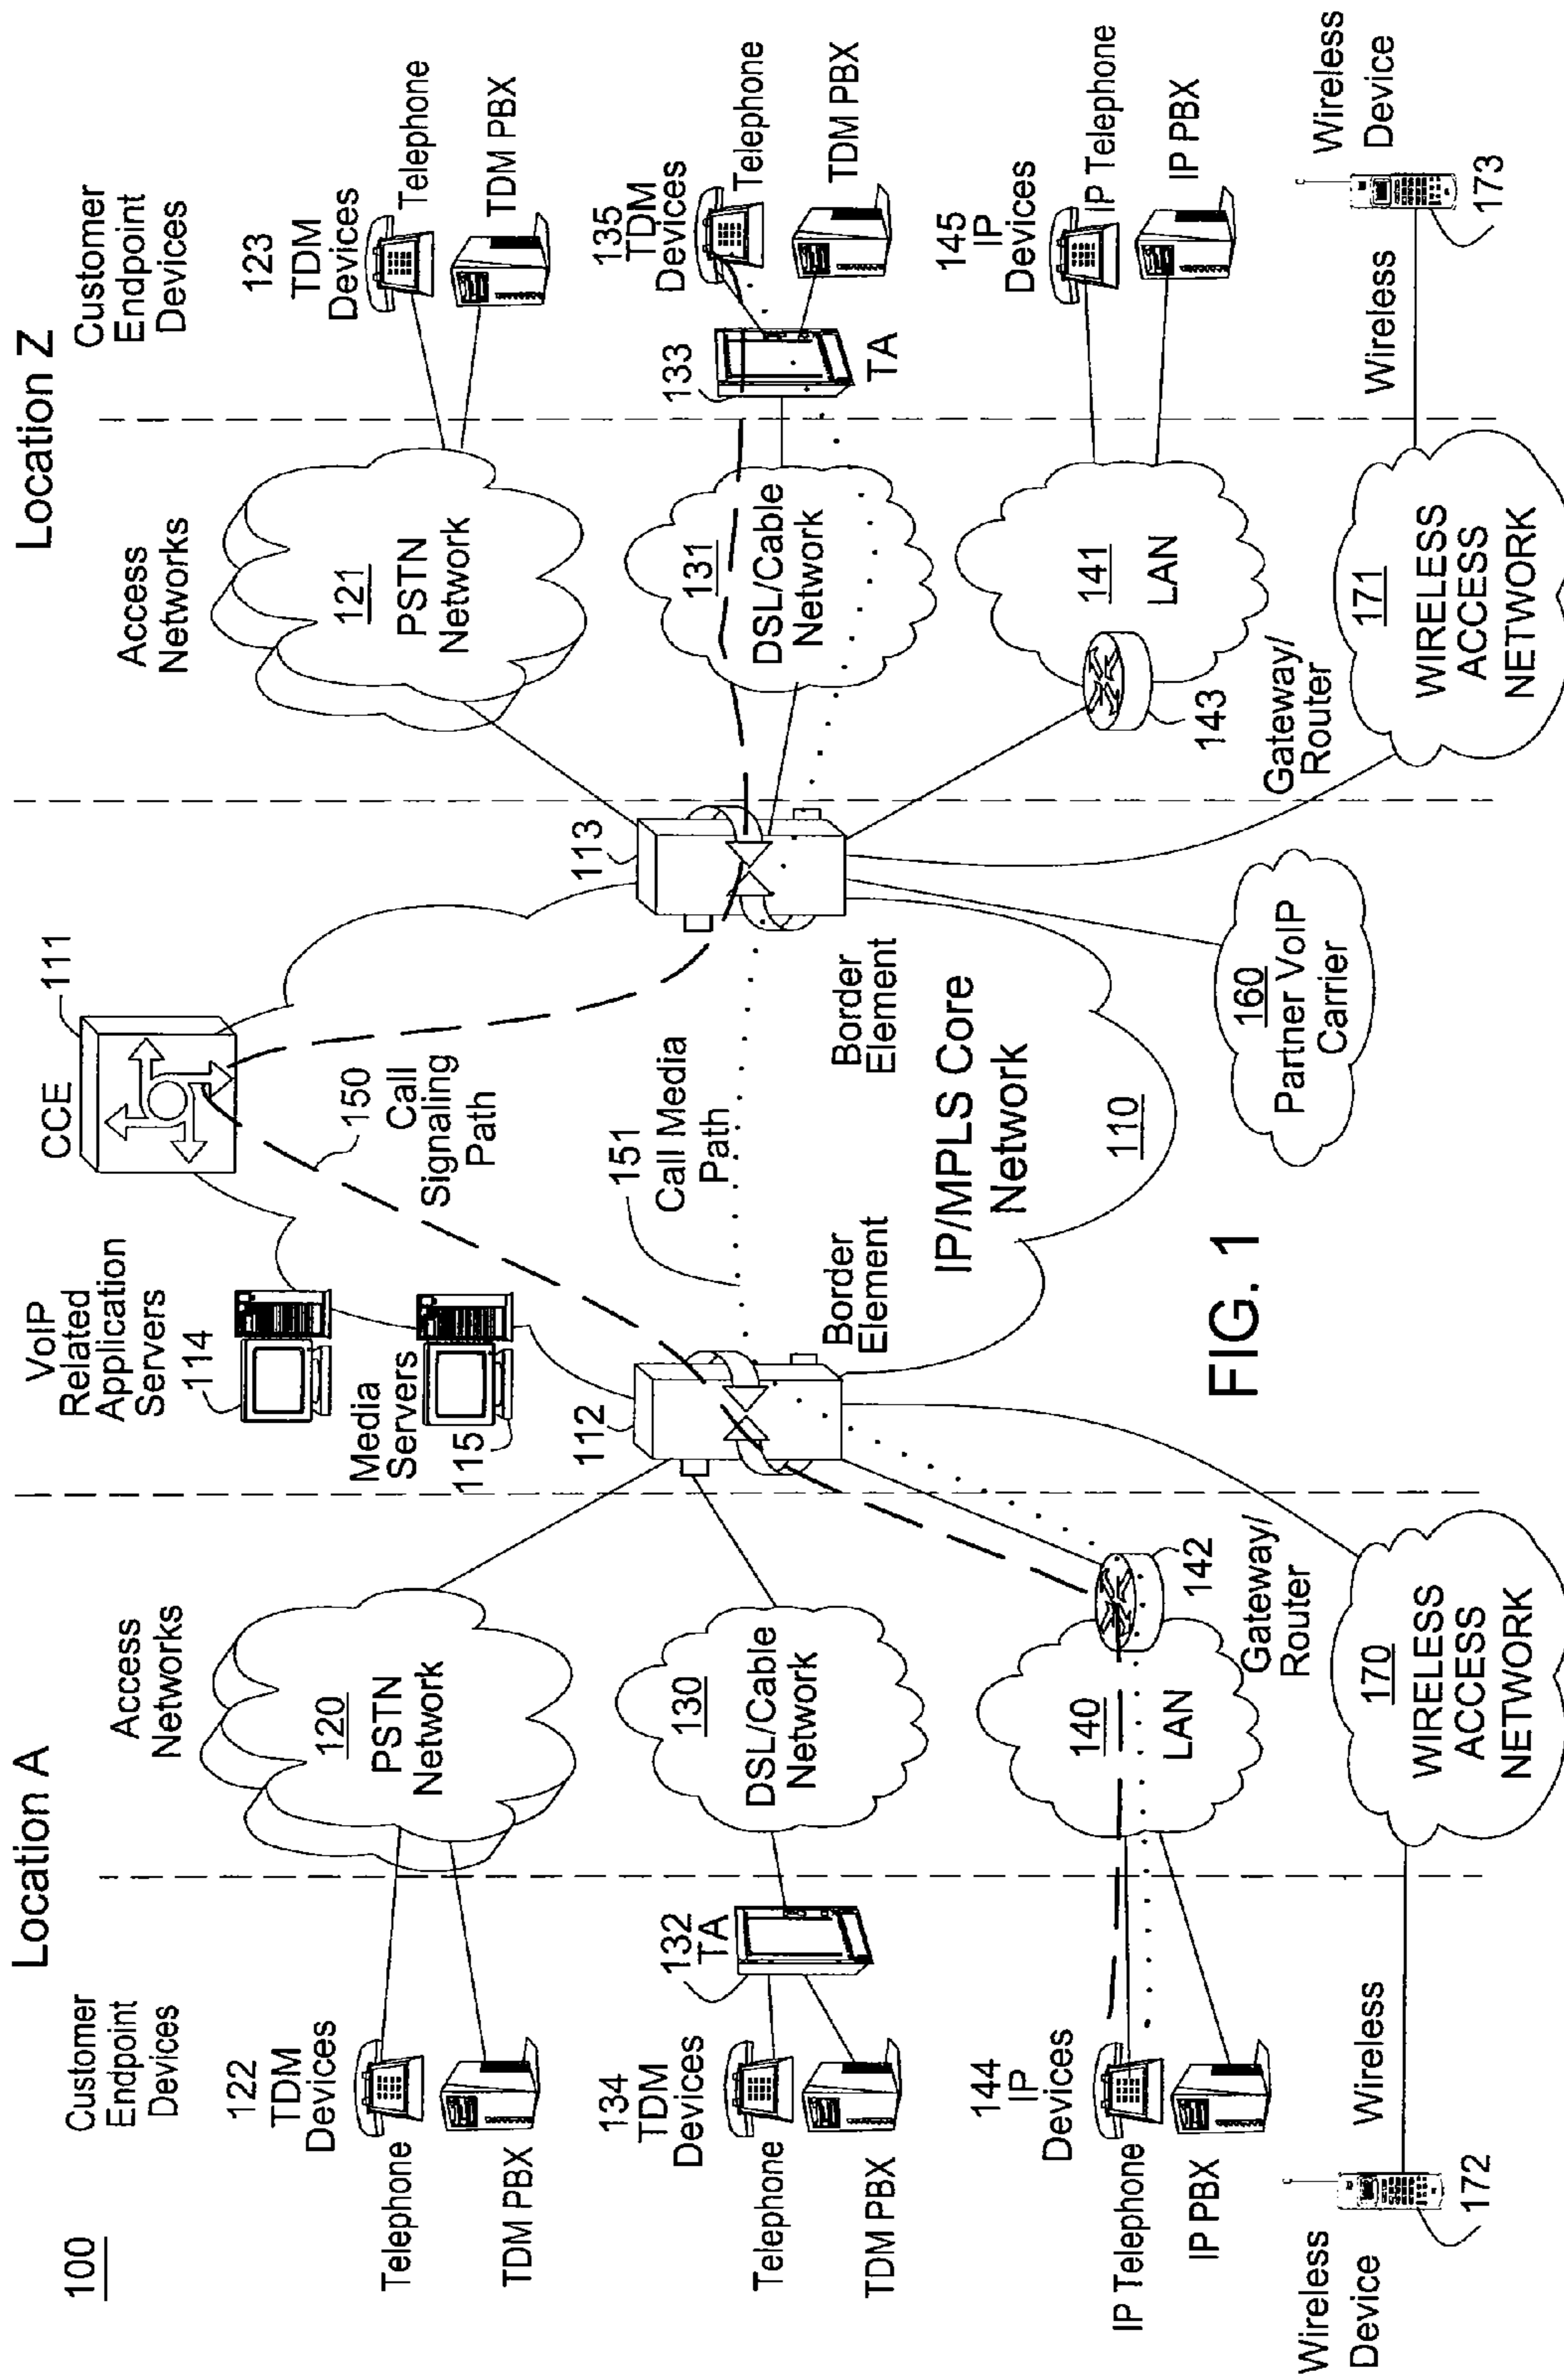 100
Location A
Location Z
Customer
Endpoint
Devices
Access
Networks
VoIP
Related
Application
Servers
114
CCE
111
Access
Networks
Customer
Endpoint
Devices
122
TDM
Devices
Telephone
TDM PBX
120
PSTN
Network
Media
Servers
115
150
Call
Signaling
Path
121
PSTN
Network
123
TDM
Devices
Telephone
TDM PBX
134
TDM
Devices
Telephone
TDM PBX
132
TA
130
DSL/Cable
Network
112
Border
Element
151
Call Media
Path
113
Border
Element
131
DSL/Cable
Network
133
TA
135
TDM
Devices
Telephone
TDM PBX
144
IP
Devices
IP Telephone
IP PBX
140
LAN
142
Gateway/
Router
IP/MPLS Core
Network
110
141
LAN
143
Gateway/
Router
145
IP
Devices
IP Telephone
IP PBX
Wireless
Device
172
Wireless
170
WIRELESS
ACCESS
NETWORK
160
Partner VoIP
Carrier
171
WIRELESS
ACCESS
NETWORK
Wireless
Wireless
Device
173
FIG. 1